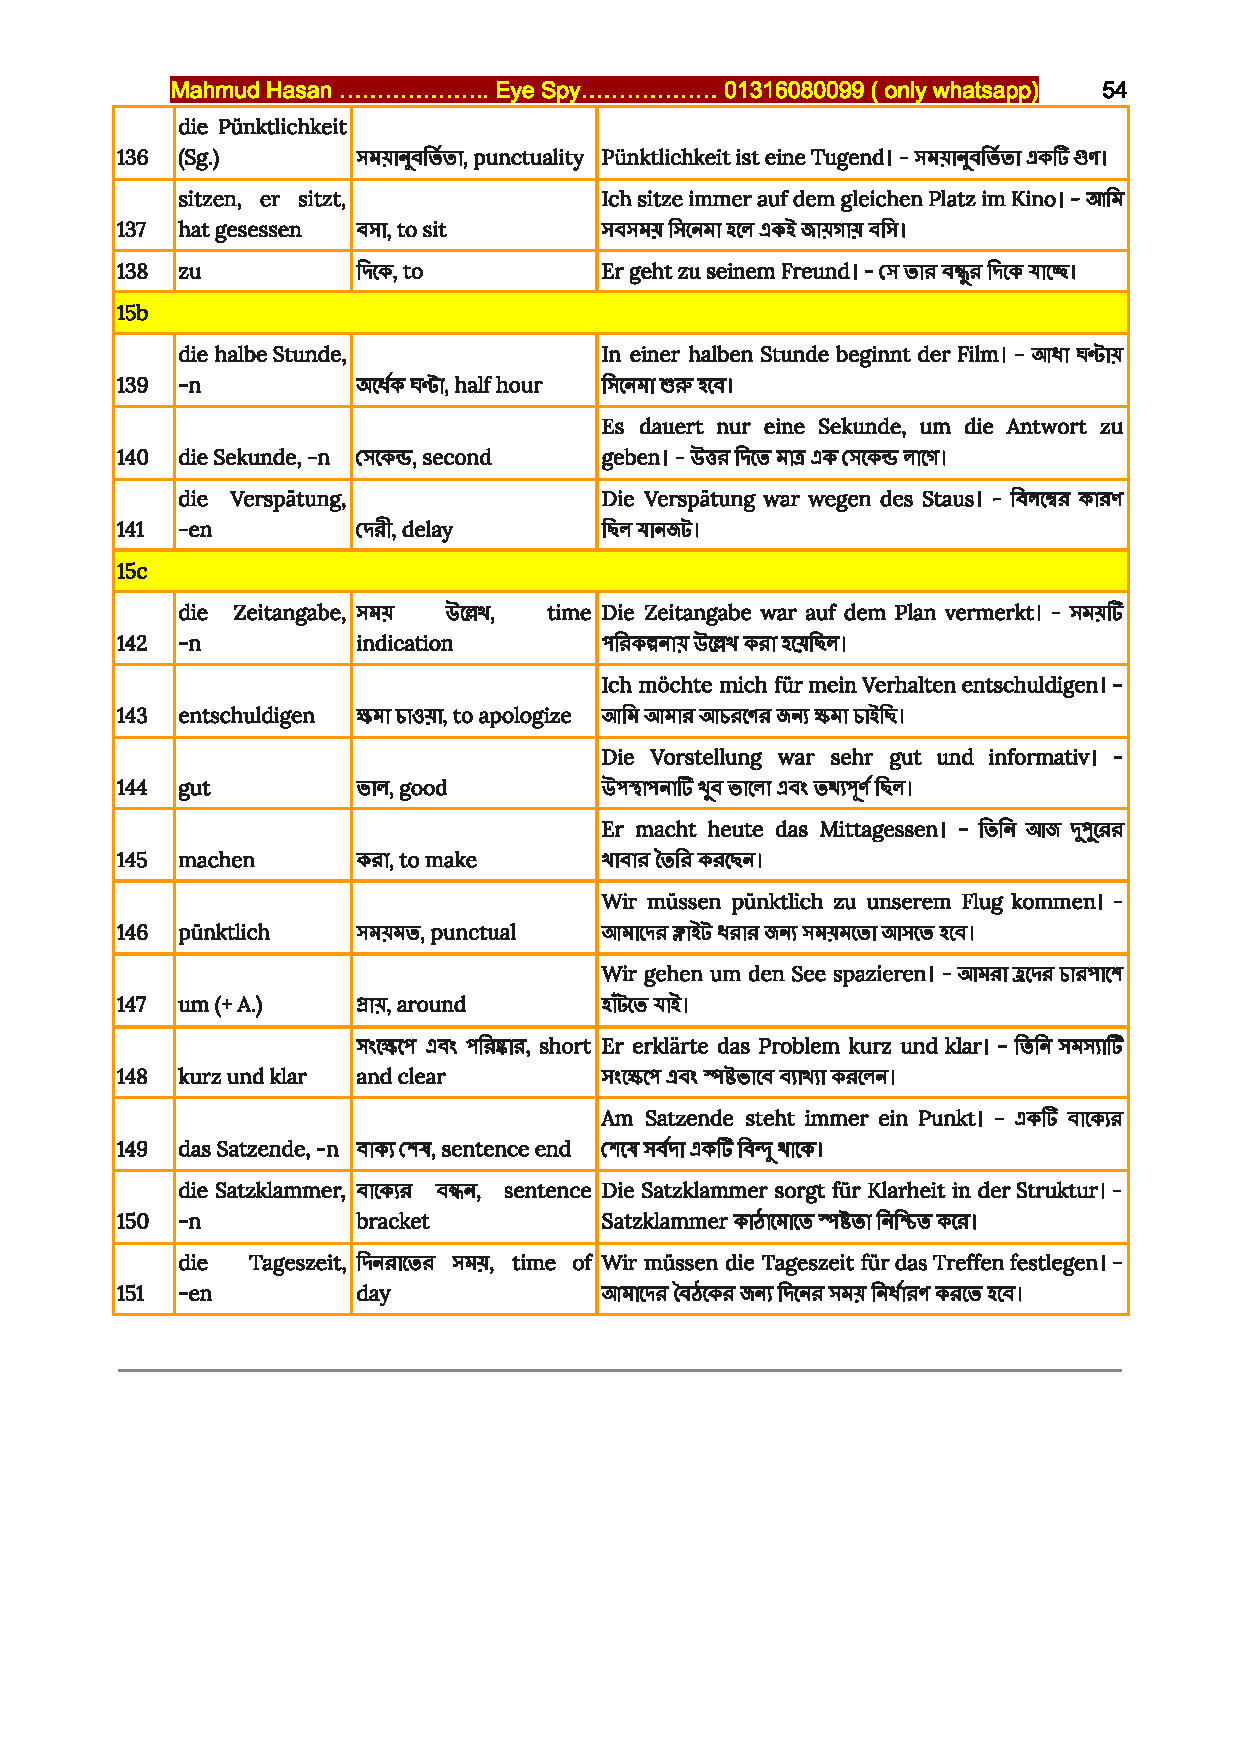 Mahmud Hasan ……………….. Eye Spy……………… 01316080099 ( only whatsapp) 54
die Pünktlichkeit
136 (Sg.) সময়ানুবর্তিতা, punctuality Pünktlichkeit ist eine Tugend। - সময়ানুবর্তিতা একটি গুণ।
sitzen, er sitzt, Ich sitze immer auf dem gleichen Platz im Kino। - আমি
137 hat gesessen বসা, to sit সবসময় সিনেমা হলে একই জায়গায় বসি।
138 zu দিকে, to Er geht zu seinem Freund। - সে তার বন্ধুর দিকে যাচ্ছে।
15b
die halbe Stunde, In einer halben Stunde beginnt der Film। - আধা ঘণ্টায়
139 -n অর্ধেক ঘণ্টা, half hour সিনেমা শুরু হবে।
Es dauert nur eine Sekunde, um die Antwort zu
140 die Sekunde, -n সেকেন্ড, second geben। - উত্তর দিতে মাত্র এক সেকেন্ড লাগে।
die Verspätung, Die Verspätung war wegen des Staus। - বিলম্বের কারণ
141 -en দেরী, delay ছিল যানজট।
15c
die Zeitangabe, সময় উল্লেখ, time Die Zeitangabe war auf dem Plan vermerkt। - সময়টি
142 -n indication পরিকল্পনায় উল্লেখ করা হয়েছিল।
Ich möchte mich für mein Verhalten entschuldigen। -
143 entschuldigen ক্ষমা চাওয়া, to apologize আমি আমার আচরণের জন্য ক্ষমা চাইছি।
Die Vorstellung war sehr gut und informativ। -
144 gut ভাল, good উপস্থাপনাটি খুব ভালো এবং তথ্যপূর্ণ ছিল।
Er macht heute das Mittagessen। - তিনি আজ দুপুরের
145 machen করা, to make খাবার তৈরি করছেন।
Wir müssen pünktlich zu unserem Flug kommen। -
146 pünktlich সময়মত, punctual আমাদের ফ্লাইট ধরার জন্য সময়মতো আসতে হবে।
Wir gehen um den See spazieren। - আমরা হ্রদের চারপাশে
147 um (+ A.) প্রায়, around হাঁটতে যাই।
সংক্ষেপে এবং পরিষ্কার, short Er erklärte das Problem kurz und klar। - তিনি সমস্যাটি
148 kurz und klar and clear সংক্ষেপে এবং স্পষ্টভাবে ব্যাখ্যা করলেন।
Am Satzende steht immer ein Punkt। - একটি বাক্যের
149 das Satzende, -n বাক্য শেষ, sentence end শেষে সর্বদা একটি বিন্দু থাকে।
die Satzklammer, বাক্যের বন্ধন, sentence Die Satzklammer sorgt für Klarheit in der Struktur। -
150 -n bracket Satzklammer কাঠামোতে স্পষ্টতা নিশ্চিত করে।
die Tageszeit, দিনরাতের সময়, time of Wir müssen die Tageszeit für das Treffen festlegen। -
151 -en day আমাদের বৈঠকের জন্য দিনের সময় নির্ধারণ করতে হবে।